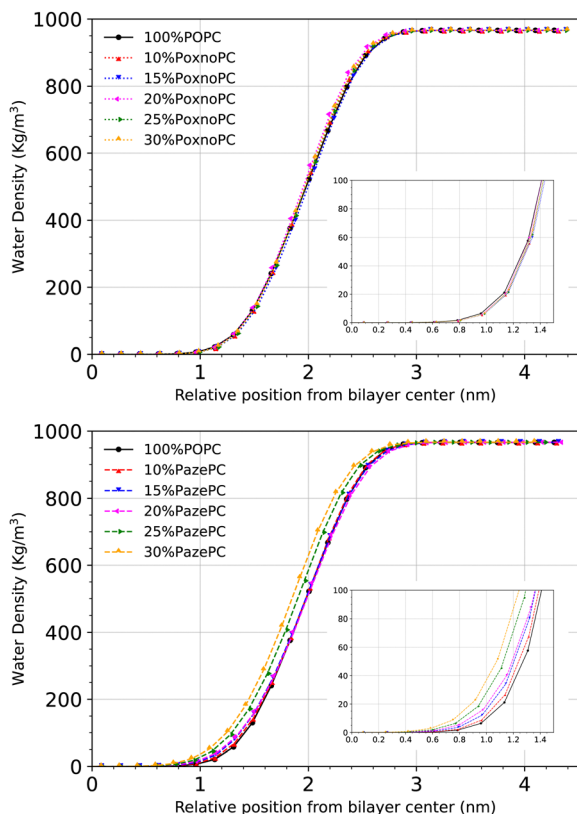 1000
800
600
400
200
0
Water Density (Kg/m³)
100%POPC
10%PoxnoPC
15%PoxnoPC
20%PoxnoPC
25%PoxnoPC
30%PoxnoPC
100
80
60
40
20
0
0.0 0.2 0.4 0.6 0.8 1.0 1.2 1.4
0 1 2 3 4
Relative position from bilayer center (nm)
1000
800
600
400
200
0
Water Density (Kg/m³)
100%POPC
10%PazePC
15%PazePC
20%PazePC
25%PazePC
30%PazePC
100
80
60
40
20
0
0.0 0.2 0.4 0.6 0.8 1.0 1.2 1.4
0 1 2 3 4
Relative position from bilayer center (nm)